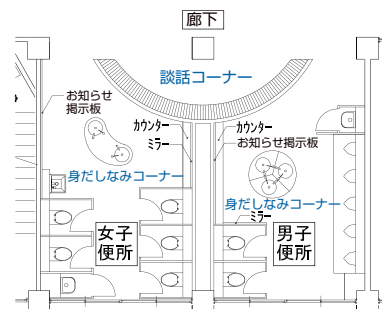 廊下
談話コーナー
お知らせ
掲示板
カウンター
ミラー
カウンター
お知らせ掲示板
身だしなみコーナー
身だしなみコーナー
ミラー
女子
便所
男子
便所